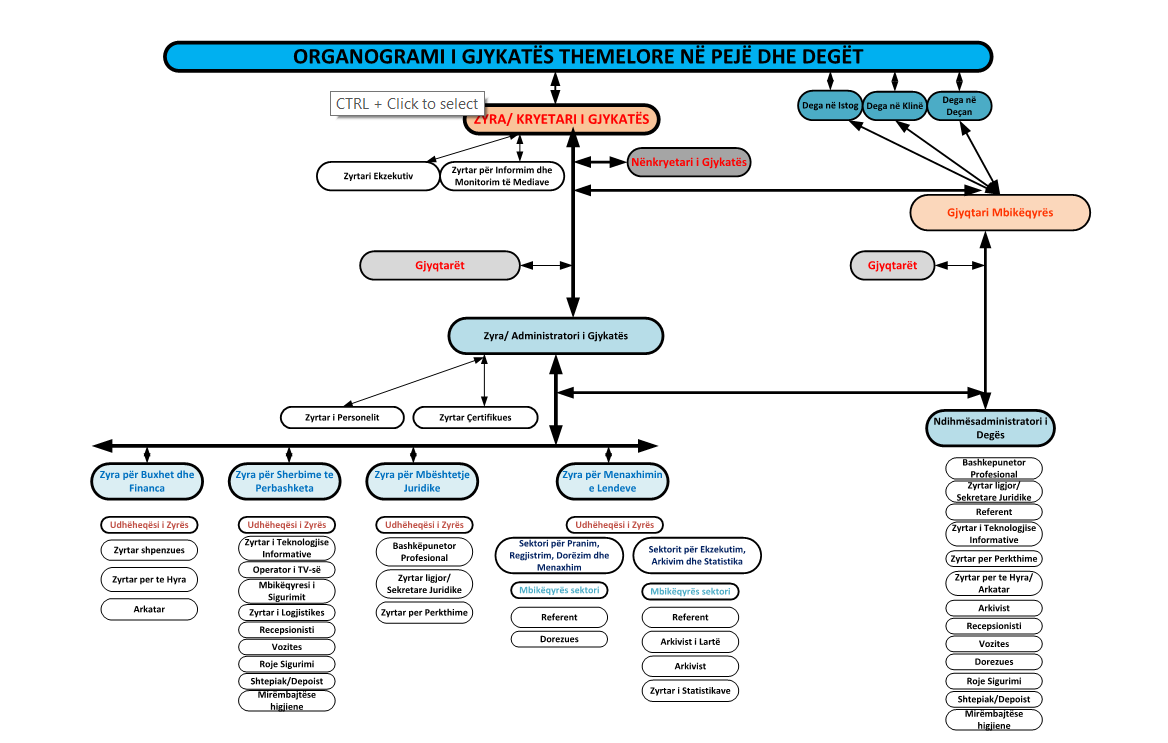 ORGANOGRAMI I GJYKATËS THEMELORE NË PEJË DHE DEGËT
CTRL + Click to select
ZYRA/ KRYETARI I GJYKATËS
Dega në Istog
Dega në Klinë
Dega në
Deçan
Zyrtari Ekzekutiv
Zyrtar për Informim dhe
Monitorim të Mediave
Nënkryetari i Gjykatës
Gjyqtari Mbikëqyrës
Gjyqtarët
Gjyqtarët
Zyra/ Administratori i Gjykatës
Zyrtar i Personelit
Zyrtar Çertifikues
Ndihmësadministratori i
Degës
Zyra për Buxhet dhe
Financa
Udhëheqësi i Zyrës
Zyrtar shpenzues
Zyrtar per te Hyra
Arkatar
Zyra për Sherbime te
Perbashketa
Udhëheqësi i Zyrës
Zyrtar i Teknologjise
Informative
Operator i TV-së
Mbikëqyresi i
Sigurimit
Zyrtar i Logjistikes
Recepsionisti
Vozites
Roje Sigurimi
Shtepiak/Depoist
Mirëmbajtëse
higjiene
Zyra për Mbështetje
Juridike
Udhëheqësi i Zyrës
Bashkëpunetor
Profesional
Zyrtar ligjor/
Sekretare Juridike
Zyrtar per Perkthime
Zyra për Menaxhimin
e Lendeve
Udhëheqësi i Zyrës
Sektori për Pranim,
Regjistrim, Dorëzim dhe
Menaxhim
Mbikëqyrës sektori
Referent
Dorezues
Sektorit për Ekzekutim,
Arkivim dhe Statistika
Mbikëqyrës sektori
Referent
Arkivist i Lartë
Arkivist
Zyrtar i Statistikave
Bashkepunetor
Profesional
Zyrtar ligjor/
Sekretare Juridike
Referent
Zyrtar i Teknologjise
Informative
Zyrtar per Perkthime
Zyrtar per te Hyra/
Arkatar
Arkivist
Recepsionisti
Vozites
Dorezues
Roje Sigurimi
Shtepiak/Depoist
Mirëmbajtëse
higjiene